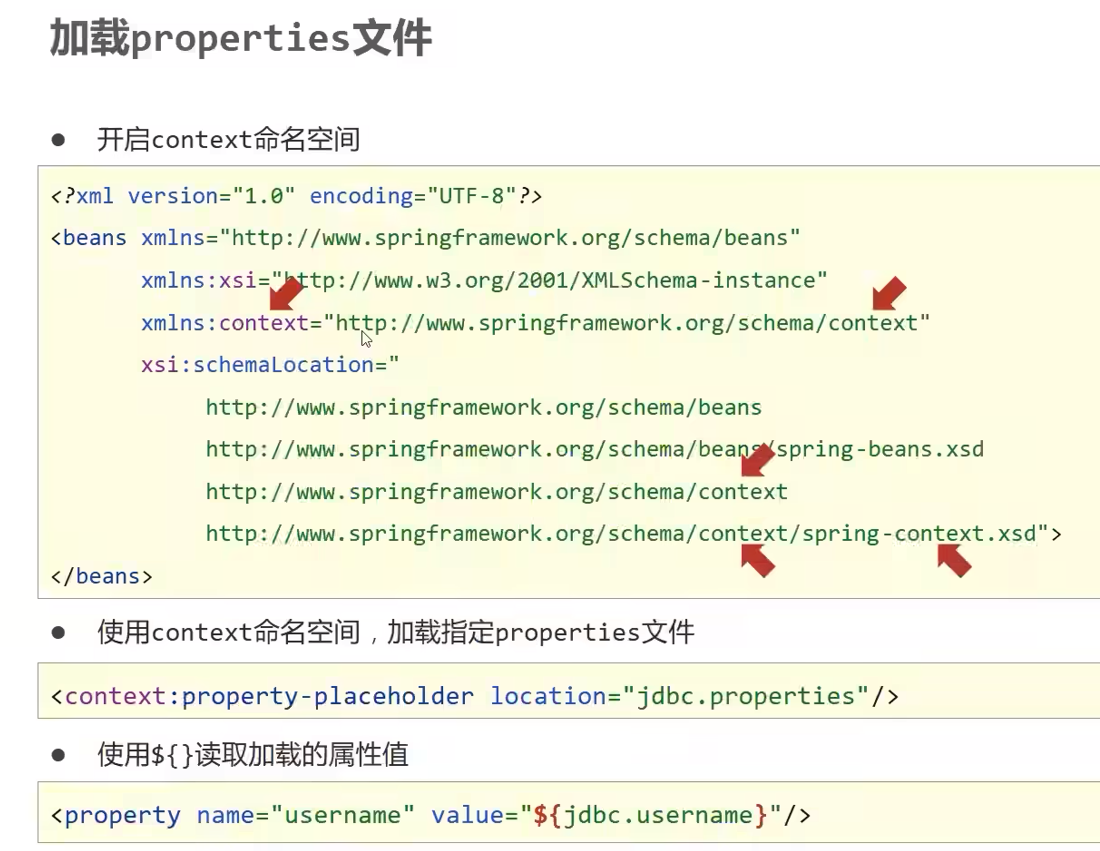 加载properties文件
● 开启context命名空间
<?xml version="1.0" encoding="UTF-8"?>
<beans xmlns="http://www.springframework.org/schema/beans"
xmlns:xsi="http://www.w3.org/2001/XMLSchema-instance"
xmlns:context="http://www.springframework.org/schema/context"
xsi:schemaLocation="
http://www.springframework.org/schema/beans
http://www.springframework.org/schema/beans/spring-beans.xsd
http://www.springframework.org/schema/context
http://www.springframework.org/schema/context/spring-context.xsd">
</beans>
● 使用context命名空间，加载指定properties文件
<context:property-placeholder location="jdbc.properties"/>
● 使用${}读取加载的属性值
<property name="username" value="${jdbc.username}"/>